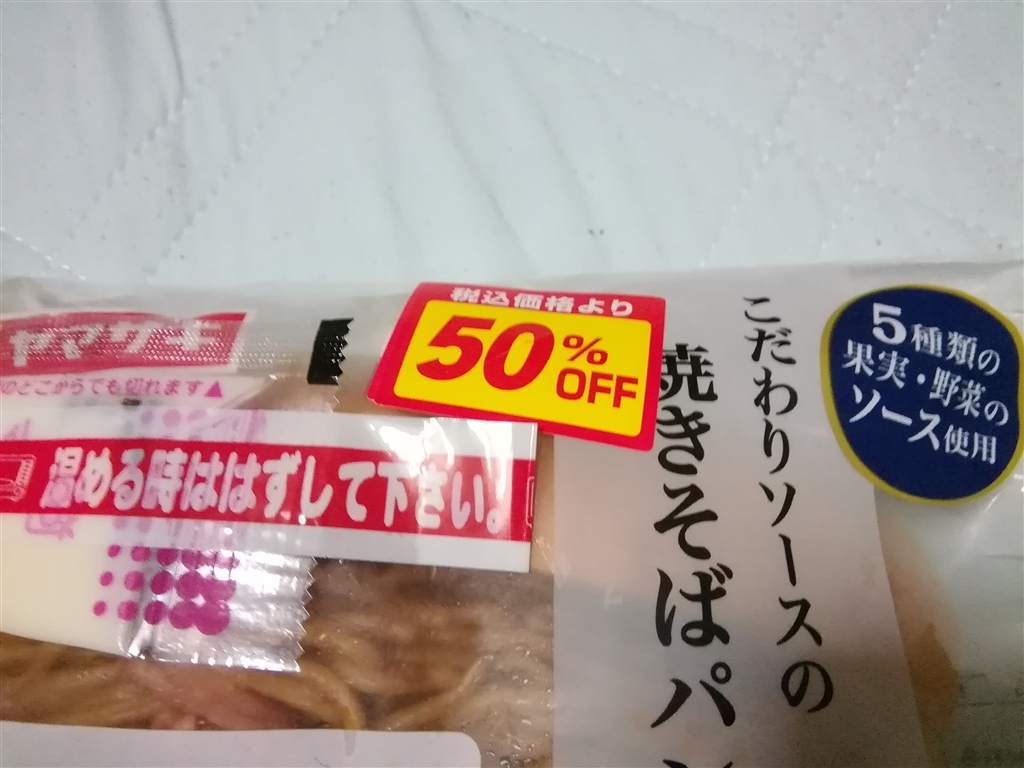 ヤマザキ
のどこからでも切れます▲
温める時ははずして下さい。
税込価格より
50%
OFF
こだわりソースの
焼きそばパン
5種類の
果実・野菜の
ソース使用